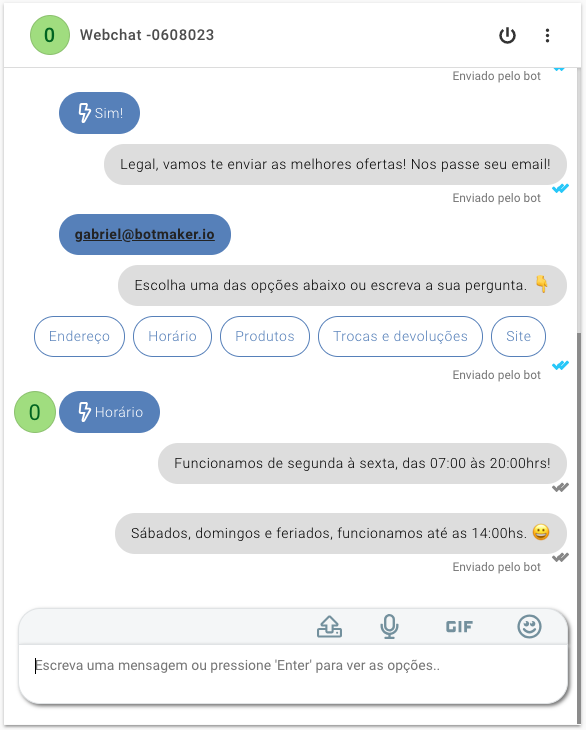 0 Webchat -0608023
Enviado pelo bot
Sim!
Legal, vamos te enviar as melhores ofertas! Nos passe seu email!
Enviado pelo bot
gabriel@botmaker.io
Escolha uma das opções abaixo ou escreva a sua pergunta. 👇
Endereço Horário Produtos Trocas e devoluções Site
Enviado pelo bot
0 Horário
Funcionamos de segunda à sexta, das 07:00 às 20:00hrs!
Sábados, domingos e feriados, funcionamos até as 14:00hs. 😀
Enviado pelo bot
GIF
Escreva uma mensagem ou pressione 'Enter' para ver as opções..